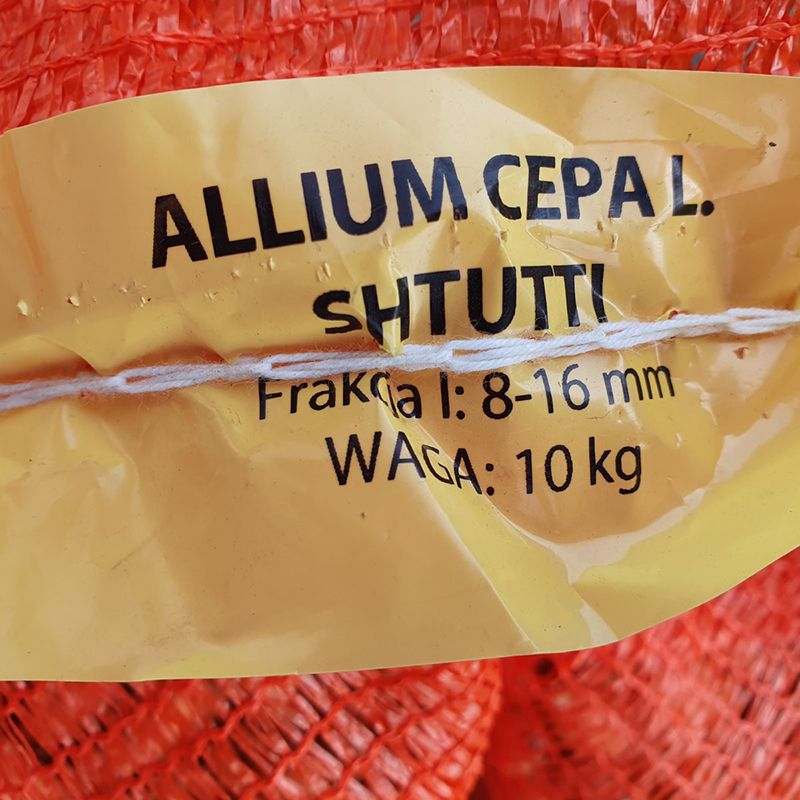 ALLIUM CEPA L.
SHTUTTI
Frakcja I: 8-16 mm
WAGA: 10 kg